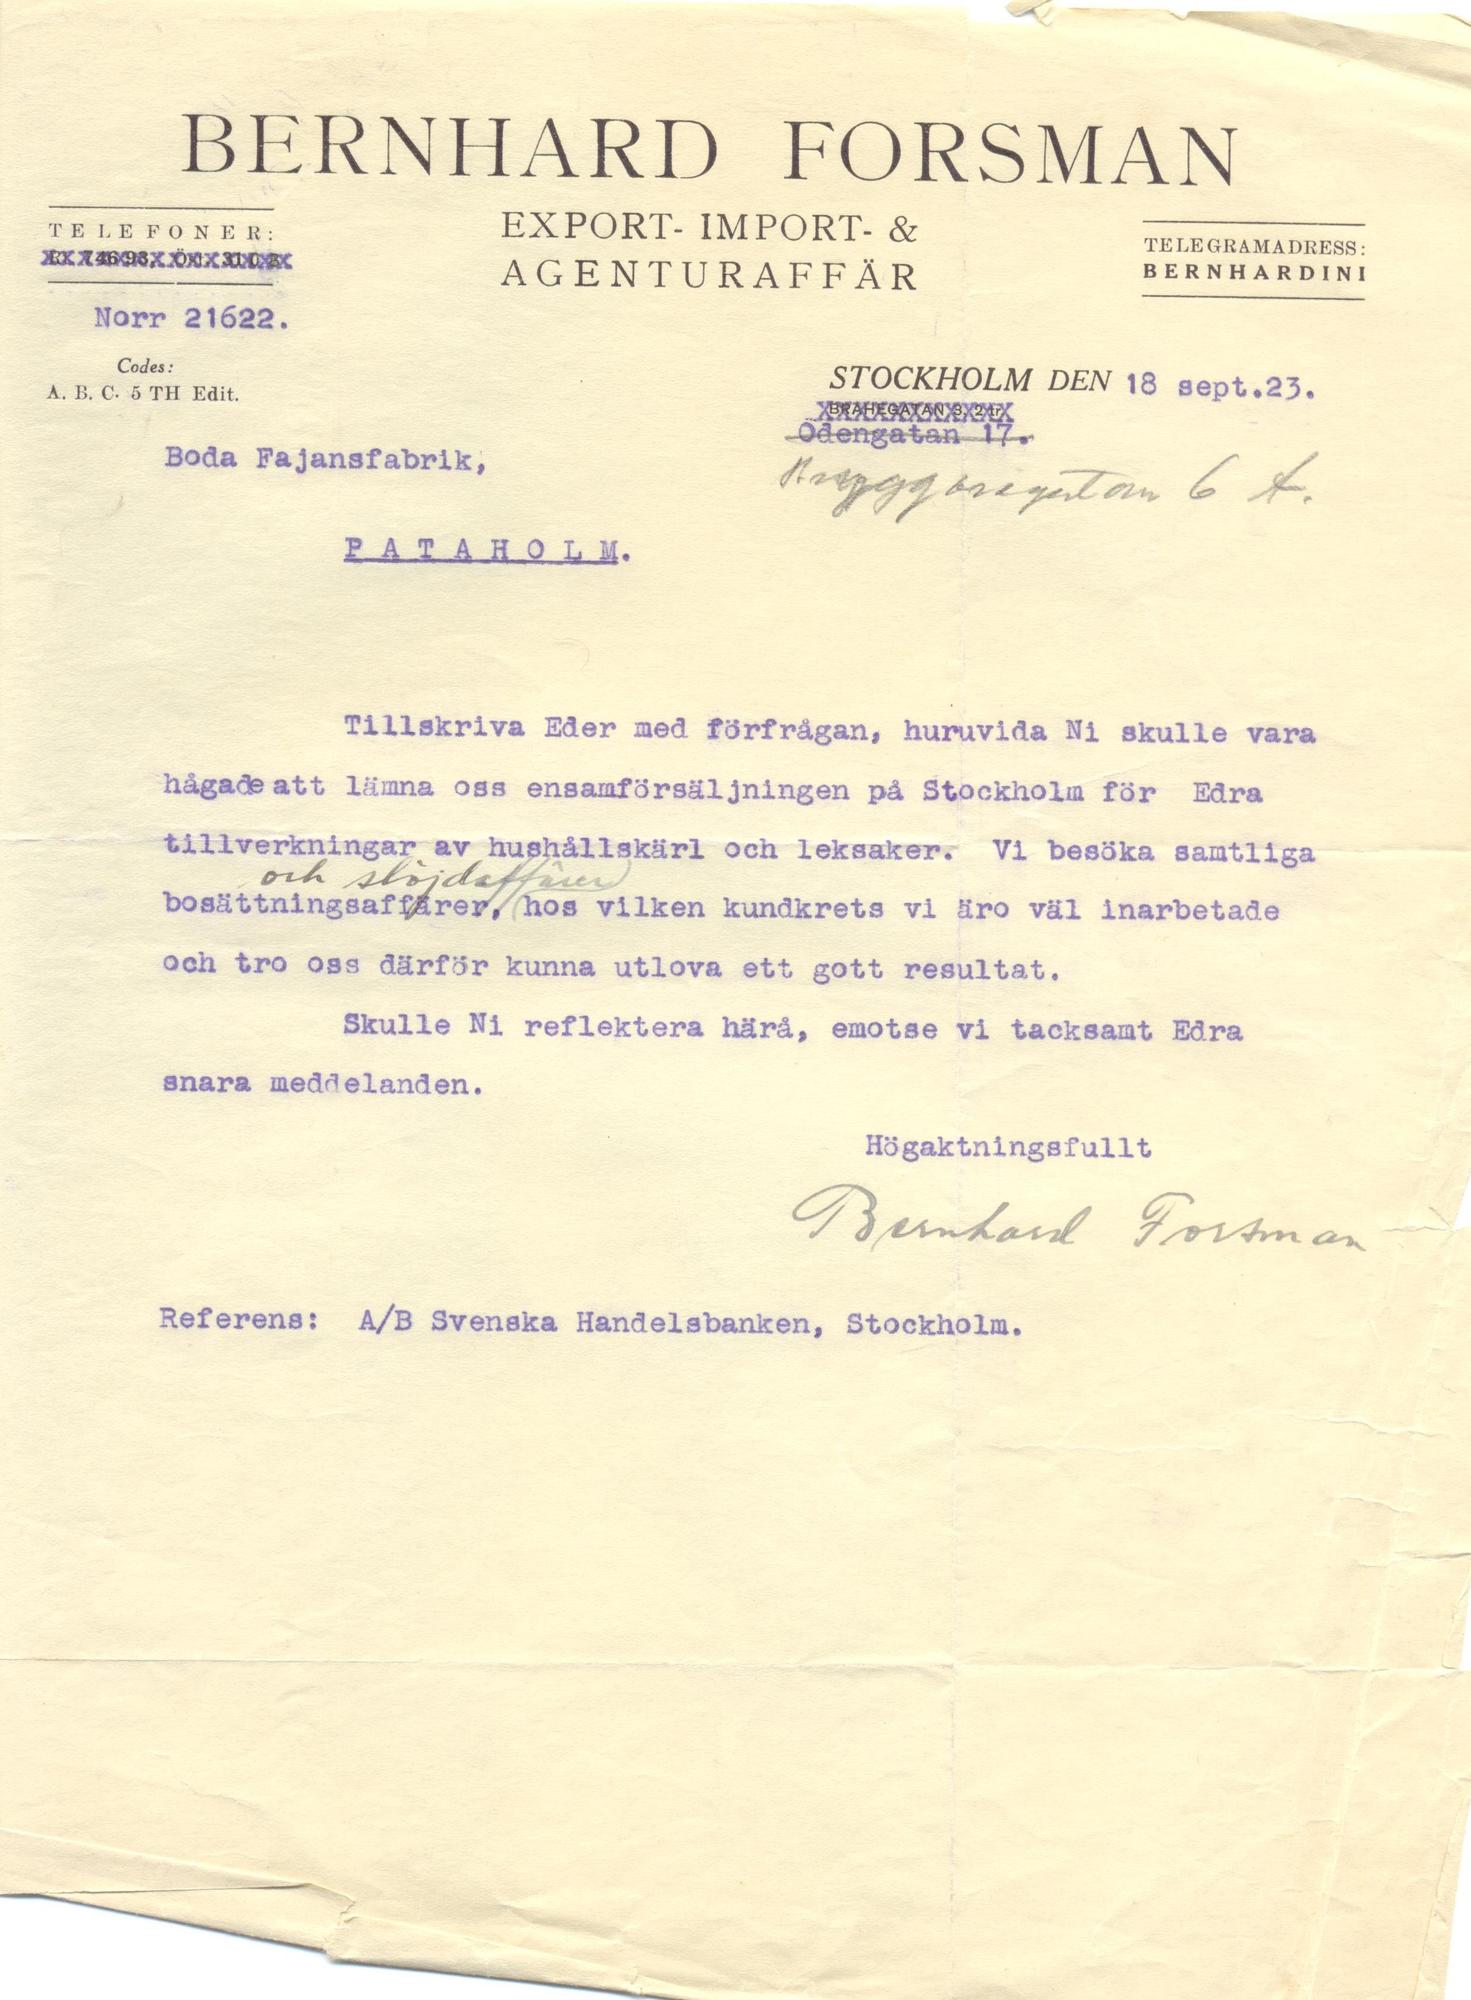 BERNHARD FORSMAN
EXPORT- IMPORT- &
AGENTURAFFÄR
TELEFONER:
Norr 21622.
Codes:
A. B. C. 5 TH Edit.
TELEGRAMADRESS:
BERNHARDINI
STOCKHOLM DEN 18 sept.23.
BRAHEGATAN 3, 2 tr.
Odengatan 17.
Bryggaregatan 6 A.
Boda Fajansfabrik,
PATAHOLM.
Tillskriva Eder med förfrågan, huruvida Ni skulle vara
hågade att lämna oss ensamförsäljningen på Stockholm för Edra
tillverkningar av hushållskärl och leksaker. Vi besöka samtliga
och slöjdaffärer
bosättningsaffärer, hos vilken kundkrets vi äro väl inarbetade
och tro oss därför kunna utlova ett gott resultat.
Skulle Ni reflektera härå, emotse vi tacksamt Edra
snara meddelanden.
Högaktningsfullt
Bernhard Forsman
Referens: A/B Svenska Handelsbanken, Stockholm.